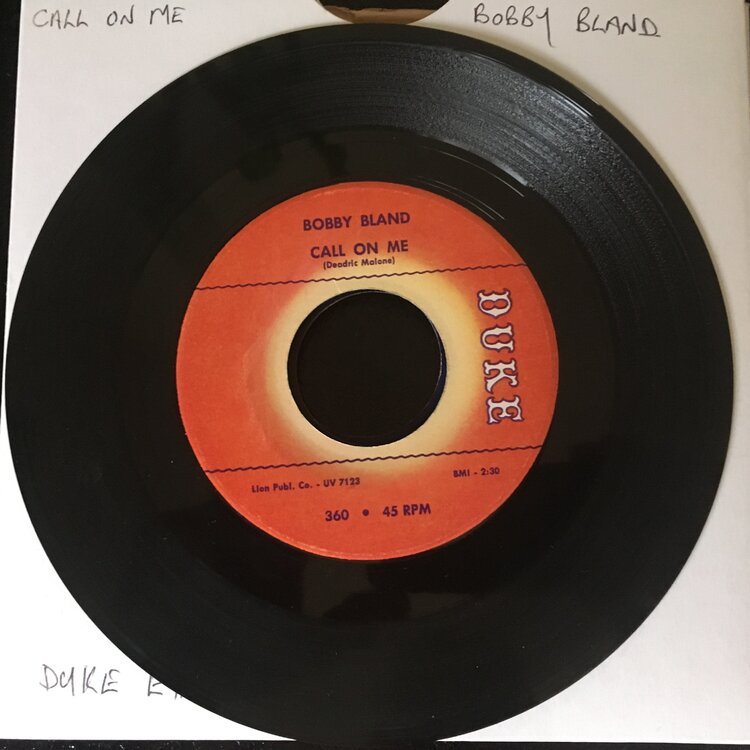 CALL ON ME
BOBBY BLAND
BOBBY BLAND
CALL ON ME
(Deadric Malone)
DUKE
Lion Publ. Co. - UV 7123
BMI - 2:30
360 • 45 RPM
DUKE